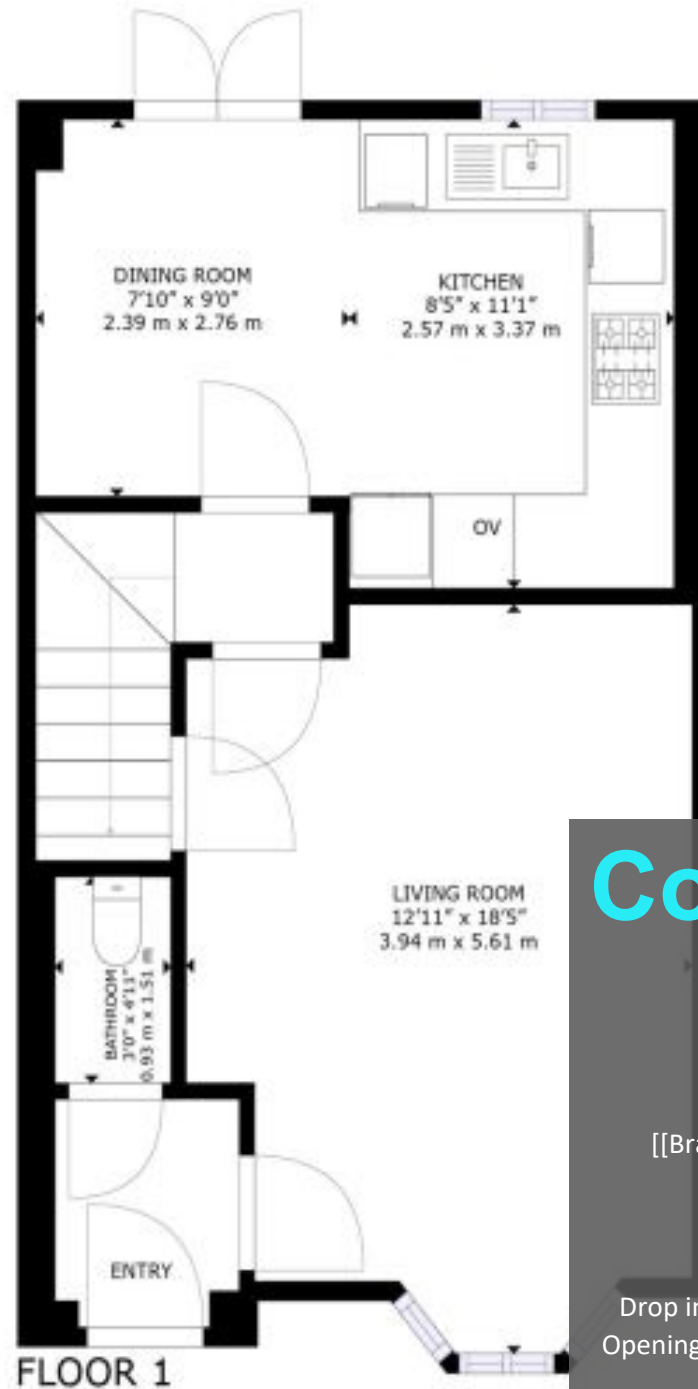 DINING ROOM
7'10" x 9'0"
2.39 m x 2.76 m
KITCHEN
8'5" x 11'1"
2.57 m x 3.37 m
OV
LIVING ROOM
12'11" x 18'5"
3.94 m x 5.61 m
BATHROOM
3'0" x 4'11"
0.93 m x 1.51 m
ENTRY
FLOOR 1
Co
[[Bra
Drop in
Opening